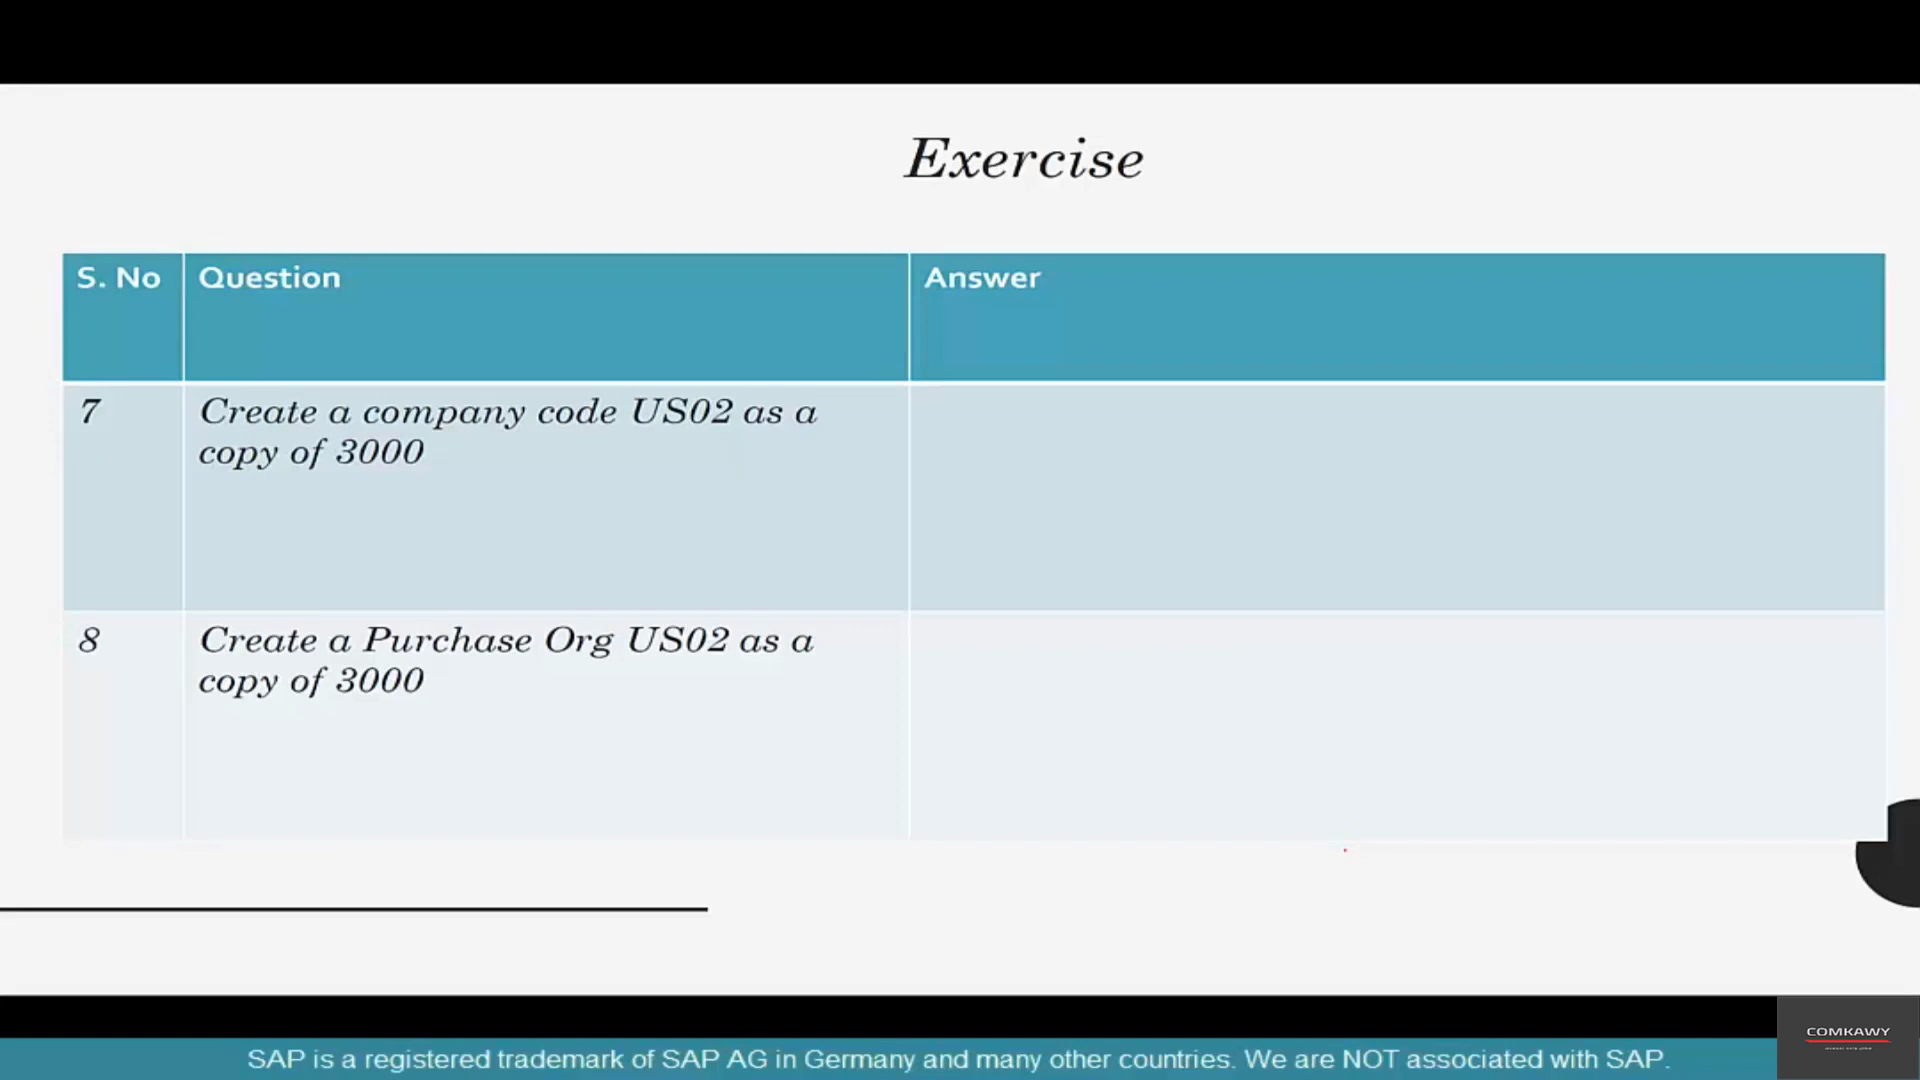 Exercise
S. No
Question
Answer
7
Create a company code US02 as a
copy of 3000
8
Create a Purchase Org US02 as a
copy of 3000
COMKAWY
SAP is a registered trademark of SAP AG in Germany and many other countries. We are NOT associated with SAP.